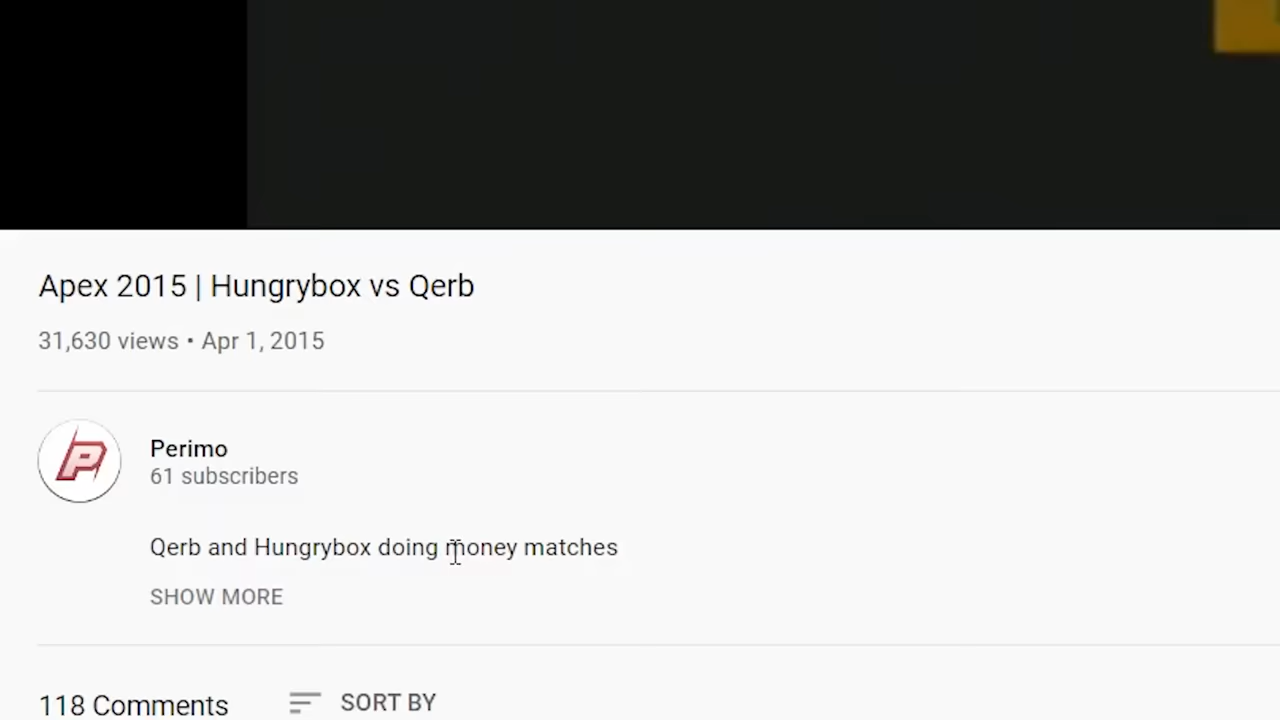 Apex 2015 | Hungrybox vs Qerb
31,630 views • Apr 1, 2015
P
Perimo
61 subscribers
Qerb and Hungrybox doing money matches
SHOW MORE
118 Comments SORT BY